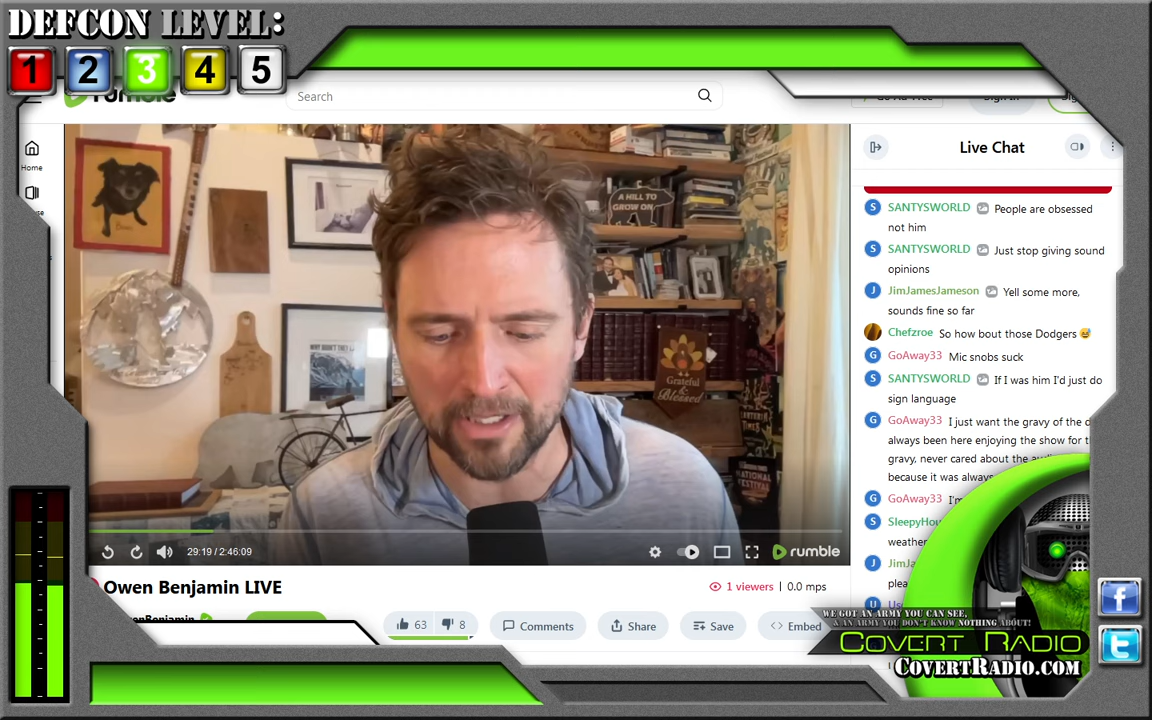 DEFCON LEVEL:
1 2 3 4 5
rumble
Search
Home
Live Chat
SANTYSWORLD People are obsessed
not him
SANTYSWORLD Just stop giving sound
opinions
JimJamesJameson Yell some more,
sounds fine so far
Chefzroe So how bout those Dodgers
GoAway33 Mic snobs suck
SANTYSWORLD If I was him I'd just do
sign language
GoAway33 I just want the gravy of the
always been here enjoying the show for
gravy, never cared about the
because it was always
GoAway33 I'm
weather
A HILL TO
GROW ON
Grateful
&
Blessed
NATIONAL
FESTIVAL
29:19 / 2:46:09
rumble
Owen Benjamin LIVE
1 viewers | 0.0 mps
63 8
Comments
Share
Save
Embed
WE GOT AN ARMY YOU CAN SEE,
& AN ARMY YOU DON'T KNOW NOTHING ABOUT!
COVERT RADIO
COVERTRADIO.COM